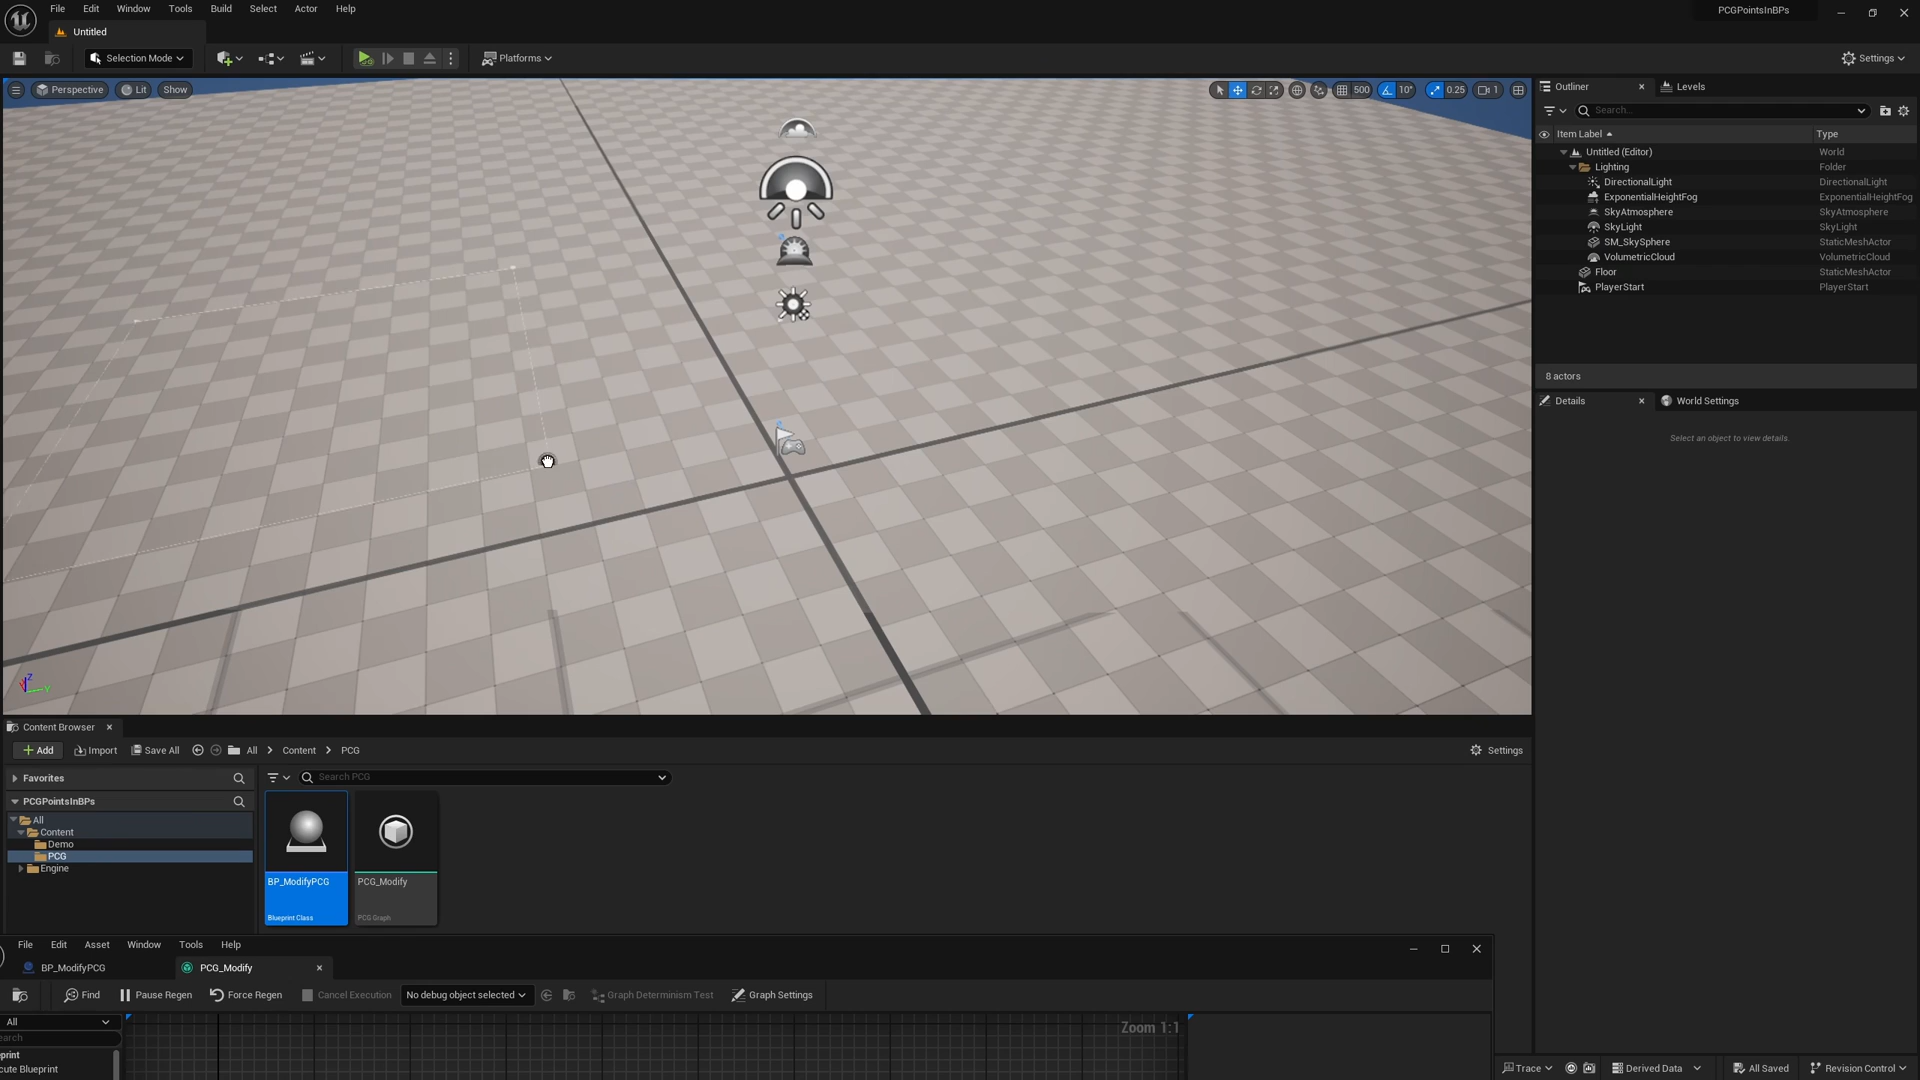 File Edit Window Tools Build Select Actor Help
PCGPointsInBPs
Untitled
Selection Mode
Platforms
Settings
Perspective Lit Show
500 10° 0.25 1
Outliner Levels
Search...
Item Label Type
Untitled (Editor) World
Lighting Folder
DirectionalLight DirectionalLight
ExponentialHeightFog ExponentialHeightFog
SkyAtmosphere SkyAtmosphere
SkyLight SkyLight
SM_SkySphere StaticMeshActor
VolumetricCloud VolumetricCloud
Floor StaticMeshActor
PlayerStart PlayerStart
8 actors
Details World Settings
Select an object to view details.
Z
Y
Content Browser
Add Import Save All All Content PCG
Settings
Favorites
Search PCG
PCGPointsInBPs
All
Content
Demo
PCG
Engine
BP_ModifyPCG
Blueprint Class
PCG_Modify
PCG Graph
File Edit Asset Window Tools Help
BP_ModifyPCG PCG_Modify
Find Pause Regen Force Regen Cancel Execution No debug object selected Graph Determinism Test Graph Settings
All
earch
Zoom 1:1
eprint
cute Blueprint
Trace Derived Data All Saved Revision Control